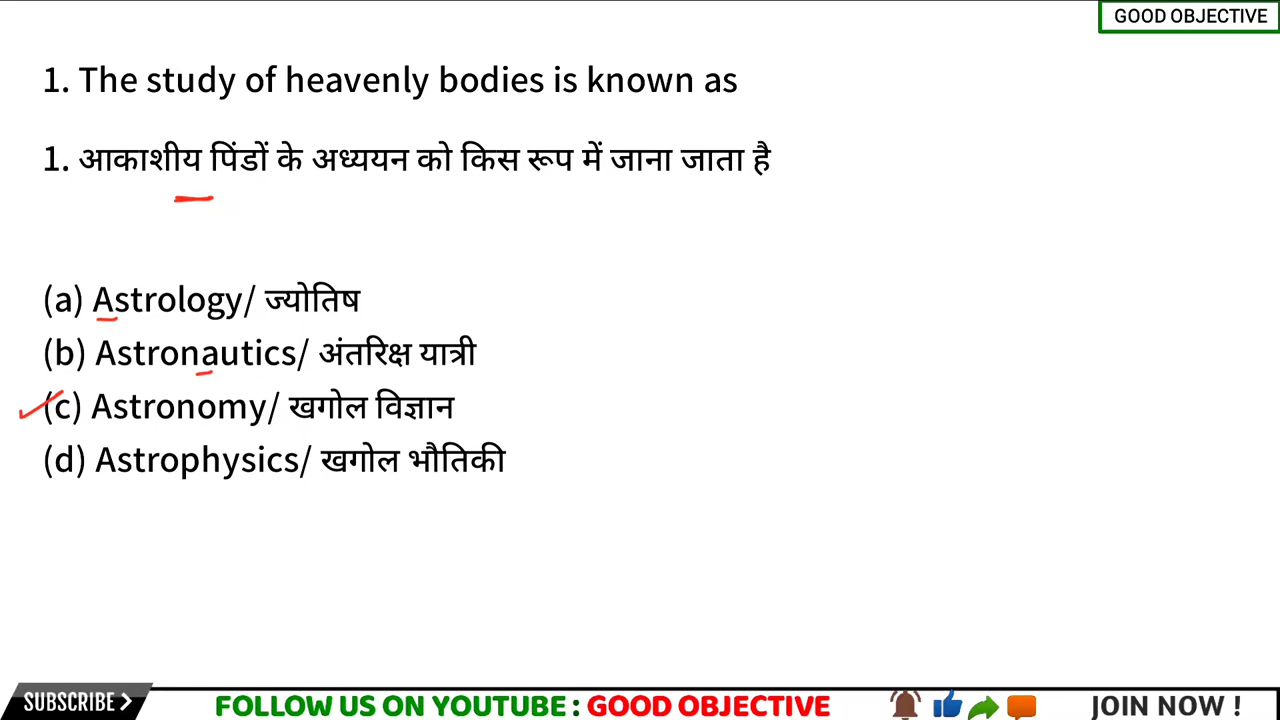 GOOD OBJECTIVE
1. The study of heavenly bodies is known as
1. आकाशीय पिंडों के अध्ययन को किस रूप में जाना जाता है
(a) Astrology/ ज्योतिष
(b) Astronautics/ अंतरिक्ष यात्री
(c) Astronomy/ खगोल विज्ञान
(d) Astrophysics/ खगोल भौतिकी
SUBSCRIBE > FOLLOW US ON YOUTUBE : GOOD OBJECTIVE JOIN NOW !